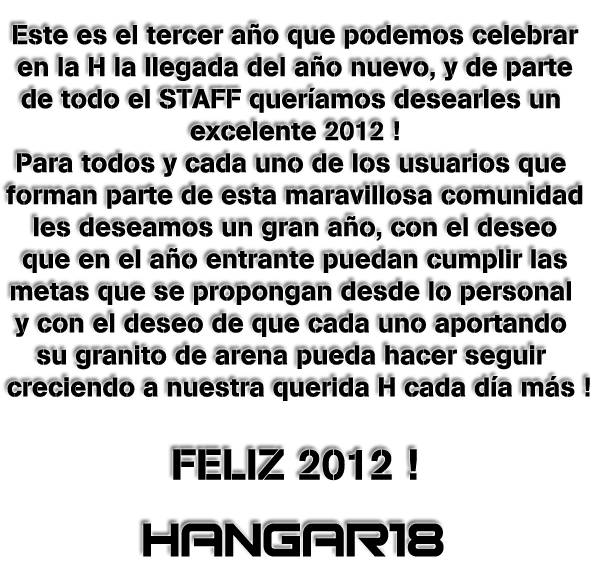 Este es el tercer año que podemos celebrar
en la H la llegada del año nuevo, y de parte
de todo el STAFF queríamos desearles un
excelente 2012 !
Para todos y cada uno de los usuarios que
forman parte de esta maravillosa comunidad
les deseamos un gran año, con el deseo
que en el año entrante puedan cumplir las
metas que se propongan desde lo personal
y con el deseo de que cada uno aportando
su granito de arena pueda hacer seguir
creciendo a nuestra querida H cada día más !
FELIZ 2012 !
HANGAR18